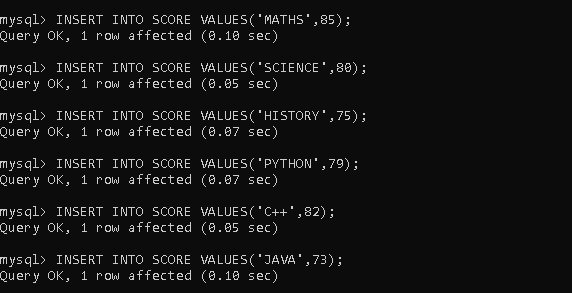 mysql> INSERT INTO SCORE VALUES('MATHS',85);
Query OK, 1 row affected (0.10 sec)
mysql> INSERT INTO SCORE VALUES('SCIENCE',80);
Query OK, 1 row affected (0.05 sec)
mysql> INSERT INTO SCORE VALUES('HISTORY',75);
Query OK, 1 row affected (0.07 sec)
mysql> INSERT INTO SCORE VALUES('PYTHON',79);
Query OK, 1 row affected (0.07 sec)
mysql> INSERT INTO SCORE VALUES('C++',82);
Query OK, 1 row affected (0.05 sec)
mysql> INSERT INTO SCORE VALUES('JAVA',73);
Query OK, 1 row affected (0.10 sec)